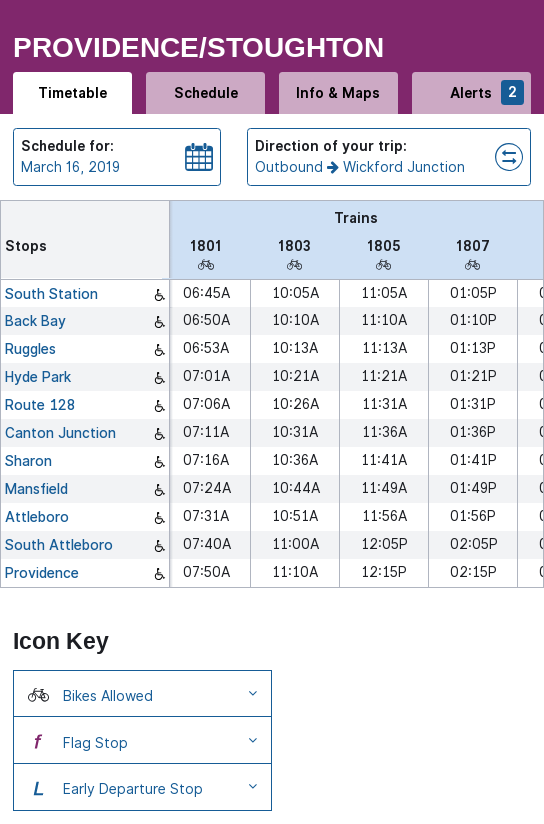 PROVIDENCE/STOUGHTON
Timetable Schedule Info & Maps Alerts 2
Schedule for:
March 16, 2019
Direction of your trip:
Outbound → Wickford Junction
Trains
Stops 1801 1803 1805 1807
South Station 06:45A 10:05A 11:05A 01:05P
Back Bay 06:50A 10:10A 11:10A 01:10P
Ruggles 06:53A 10:13A 11:13A 01:13P
Hyde Park 07:01A 10:21A 11:21A 01:21P
Route 128 07:06A 10:26A 11:31A 01:31P
Canton Junction 07:11A 10:31A 11:36A 01:36P
Sharon 07:16A 10:36A 11:41A 01:41P
Mansfield 07:24A 10:44A 11:49A 01:49P
Attleboro 07:31A 10:51A 11:56A 01:56P
South Attleboro 07:40A 11:00A 12:05P 02:05P
Providence 07:50A 11:10A 12:15P 02:15P
Icon Key
Bikes Allowed
f Flag Stop
L Early Departure Stop